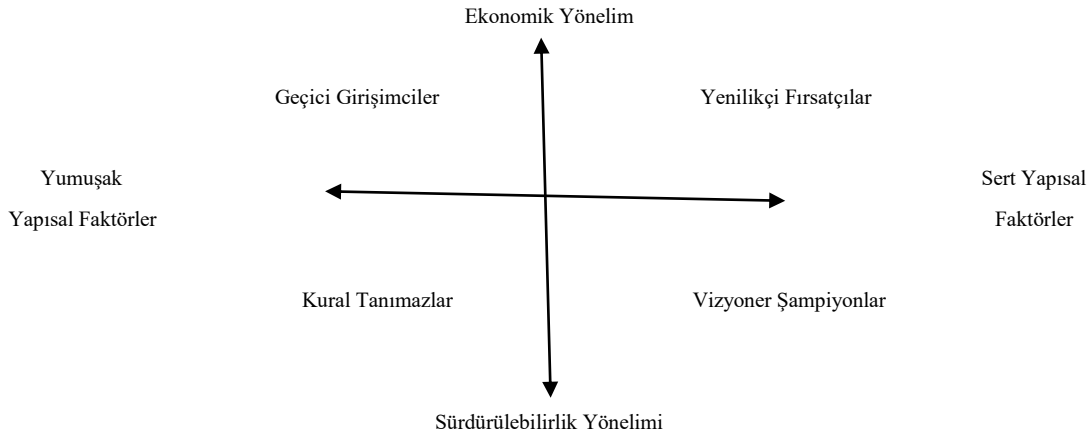 Ekonomik Yönelim
Geçici Girişimciler
Yenilikçi Fırsatçılar
Yumuşak
Yapısal Faktörler
Sert Yapısal
Faktörler
Kural Tanımazlar
Vizyoner Şampiyonlar
Sürdürülebilirlik Yönelimi